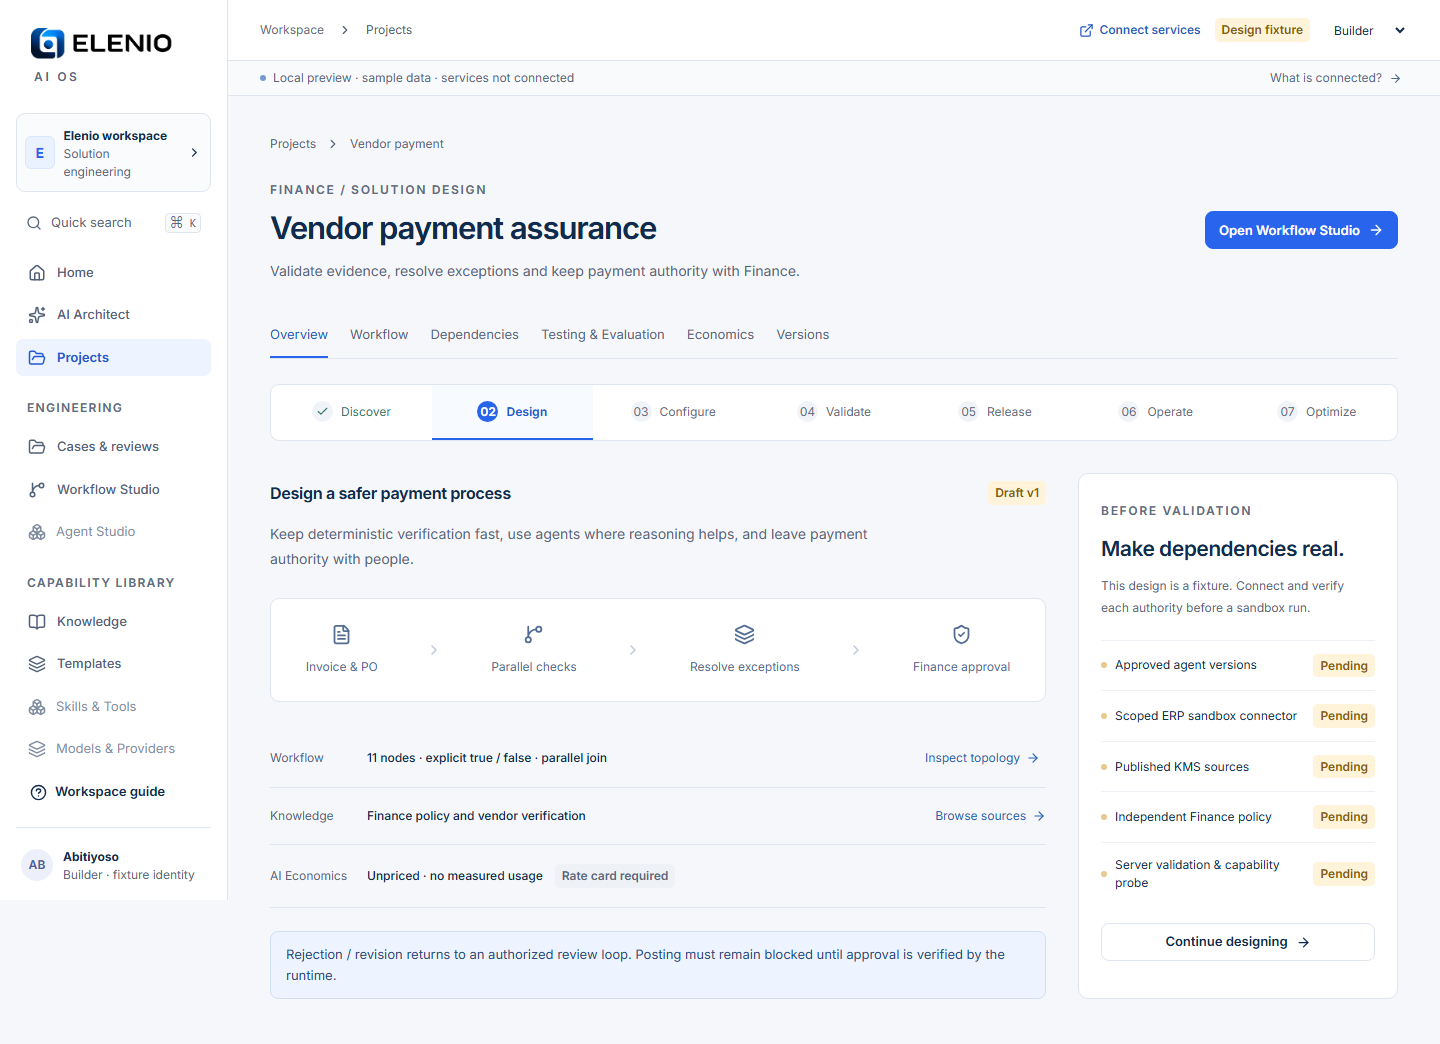 ELENIO
AI OS
E
Elenio workspace
Solution
engineering
Quick search
⌘ K
Home
AI Architect
Projects
ENGINEERING
Cases & reviews
Workflow Studio
Agent Studio
CAPABILITY LIBRARY
Knowledge
Templates
Skills & Tools
Models & Providers
Workspace guide
AB
Abitiyoso
Builder · fixture identity
Workspace
Projects
Connect services
Design fixture
Builder
Local preview · sample data · services not connected
What is connected?
Projects
Vendor payment
FINANCE / SOLUTION DESIGN
Vendor payment assurance
Open Workflow Studio
Validate evidence, resolve exceptions and keep payment authority with Finance.
Overview
Workflow
Dependencies
Testing & Evaluation
Economics
Versions
Discover
02 Design
03 Configure
04 Validate
05 Release
06 Operate
07 Optimize
Design a safer payment process
Draft v1
Keep deterministic verification fast, use agents where reasoning helps, and leave payment
authority with people.
Invoice & PO
Parallel checks
Resolve exceptions
Finance approval
Workflow
11 nodes · explicit true / false · parallel join
Inspect topology
Knowledge
Finance policy and vendor verification
Browse sources
AI Economics
Unpriced · no measured usage
Rate card required
Rejection / revision returns to an authorized review loop. Posting must remain blocked until approval is verified by the
runtime.
BEFORE VALIDATION
Make dependencies real.
This design is a fixture. Connect and verify
each authority before a sandbox run.
Approved agent versions
Pending
Scoped ERP sandbox connector
Pending
Published KMS sources
Pending
Independent Finance policy
Pending
Server validation & capability
probe
Pending
Continue designing